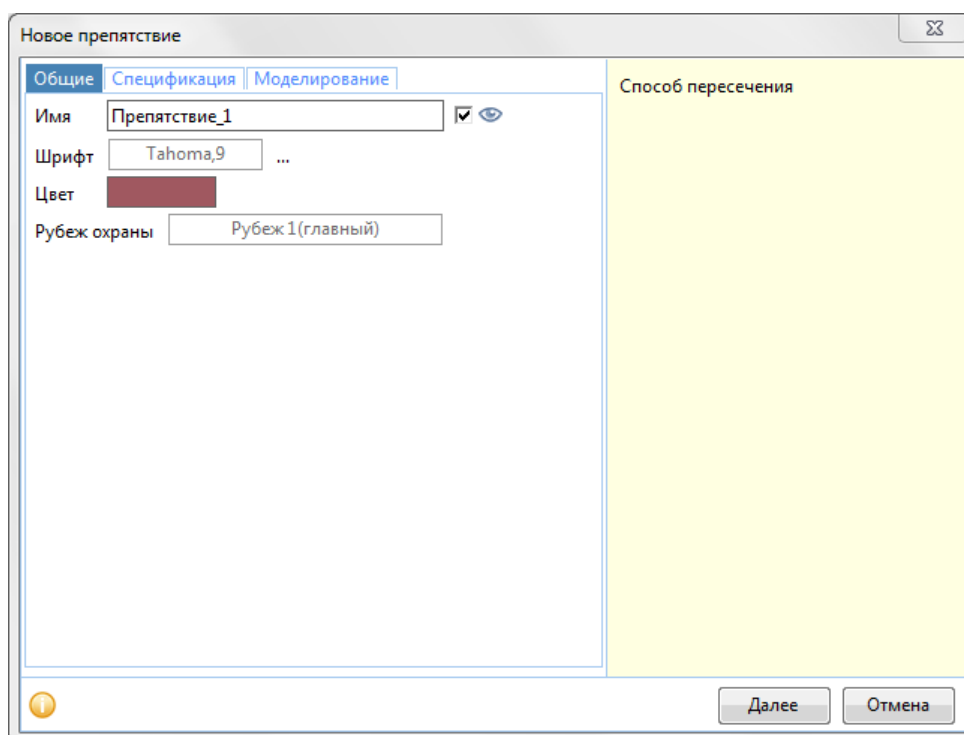 Новое препятствие
Общие Спецификация Моделирование
Способ пересечения
Имя Препятствие_1
Шрифт Tahoma,9 ...
Цвет
Рубеж охраны Рубеж 1(главный)
Далее Отмена